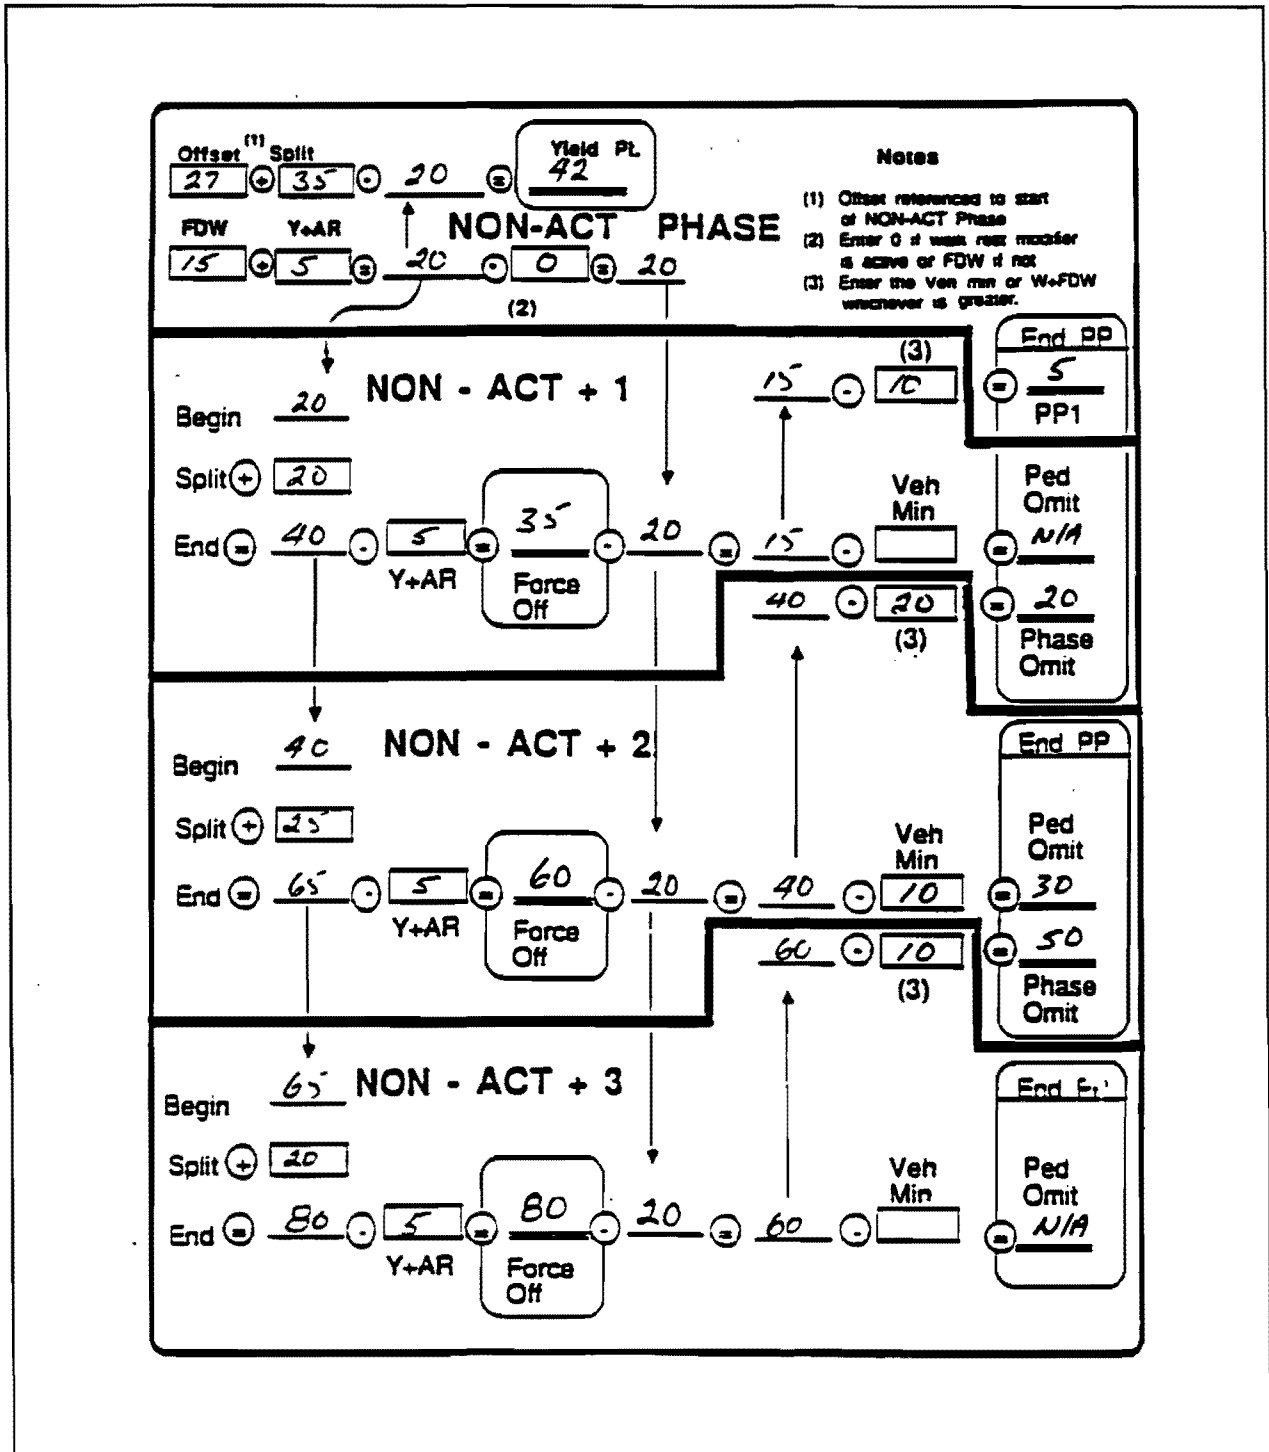 Offset (1) Split
27 + 35 - 20 = Yield Pt. 42
FDW Y+AR
NON-ACT PHASE
15 + 5 = 20 - 0 = 20
(2)
Notes
(1) Offset referenced to start
of NON-ACT Phase
(2) Enter 0 if walk rest modifier
is active or FDW if not
(3) Enter the Veh min or W+FDW
whichever is greater.
NON - ACT + 1
Begin 20
(3)
15 - 10 = End PP 5
PP1
Split + 20
Veh
Min
Ped
Omit
End = 40 - 5 = 35 - 20 = 15 - = N/A
Y+AR
Force
Off
40 - 20 = 20
(3)
Phase
Omit
NON - ACT + 2
Begin 40
End PP
Split + 25
Veh
Min
Ped
Omit
End = 65 - 5 = 60 - 20 = 40 - 10 = 30
Y+AR
Force
Off
60 - 10 = 50
(3)
Phase
Omit
NON - ACT + 3
Begin 65
End
Split + 20
Veh
Min
Ped
Omit
End = 80 - 5 = 80 - 20 = 60 - = N/A
Y+AR
Force
Off